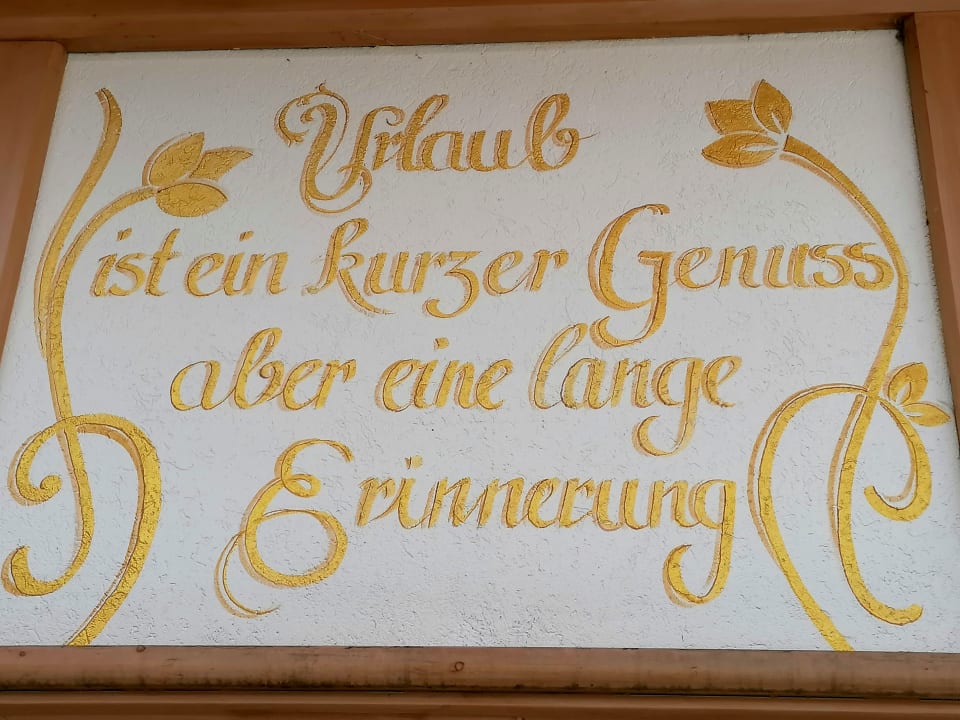 Urlaub
ist ein kurzer Genuss
aber eine lange
Erinnerung